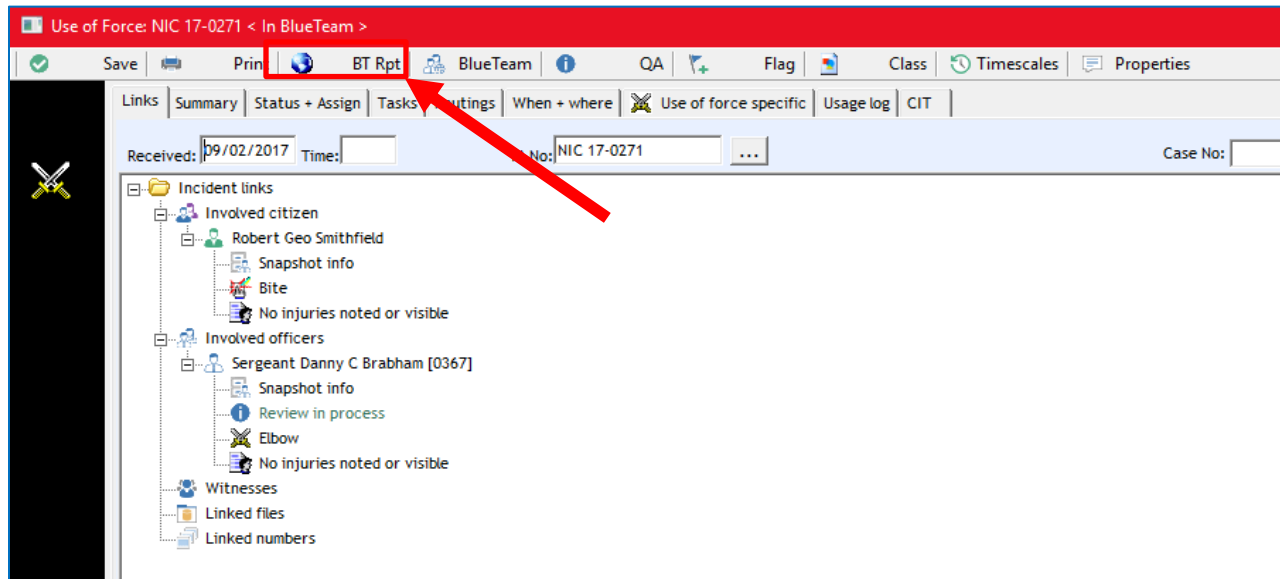 Use of Force: NIC 17-0271 < In BlueTeam >
Save Prin BT Rpt BlueTeam QA Flag Class Timescales Properties
Links Summary Status + Assign Tasks utings When + where Use of force specific Usage log CIT
Received: 09/02/2017 Time: No: NIC 17-0271 ... Case No:
Incident links
Involved citizen
Robert Geo Smithfield
Snapshot info
Bite
No injuries noted or visible
Involved officers
Sergeant Danny C Brabham [0367]
Snapshot info
Review in process
Elbow
No injuries noted or visible
Witnesses
Linked files
Linked numbers